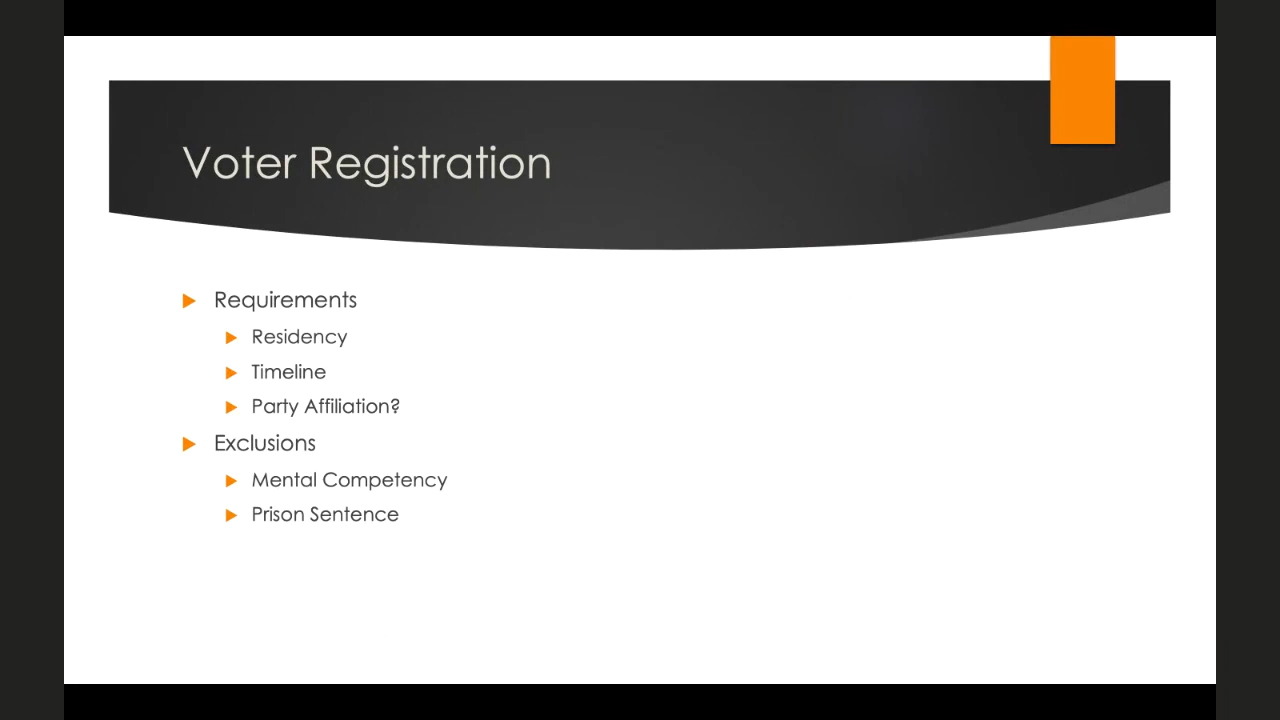 Voter Registration
Requirements
Residency
Timeline
Party Affiliation?
Exclusions
Mental Competency
Prison Sentence